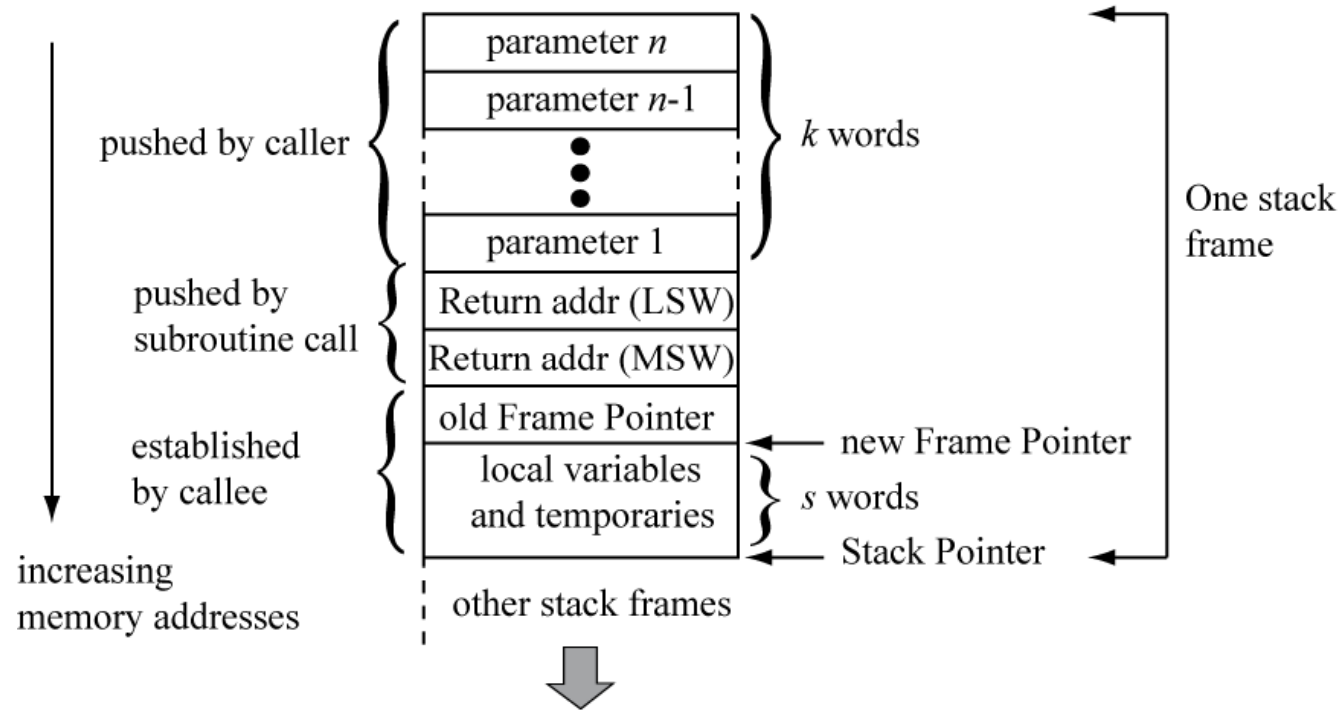 parameter n
parameter n-1
pushed by caller
k words
One stack
frame
parameter 1
pushed by
subroutine call
Return addr (LSW)
Return addr (MSW)
old Frame Pointer
established
by callee
new Frame Pointer
local variables
and temporaries
s words
Stack Pointer
increasing
memory addresses
other stack frames